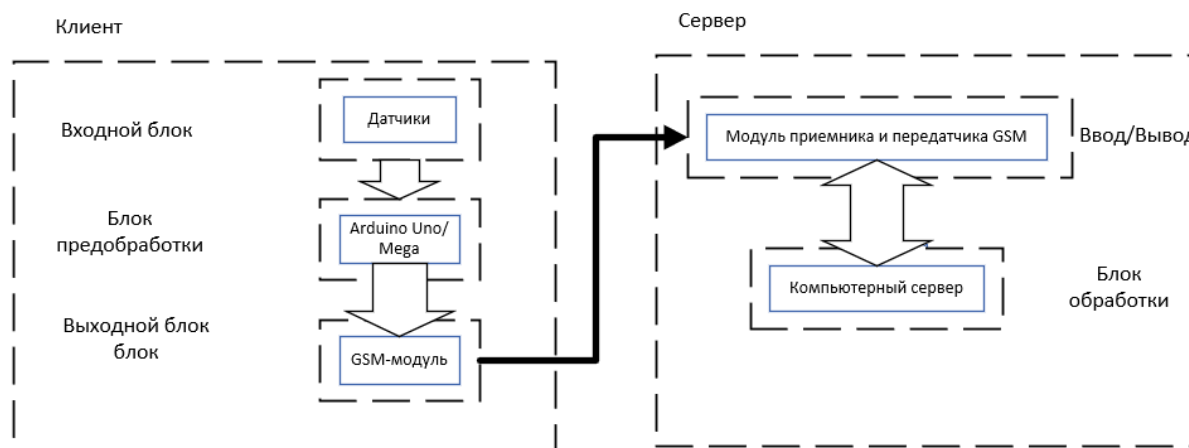 Клиент
Входной блок
Датчики
Блок
предобработки
Arduino Uno/
Mega
Выходной блок
блок
GSM-модуль
Сервер
Модуль приемника и передатчика GSM
Ввод/Вывод
Компьютерный сервер
Блок
обработки